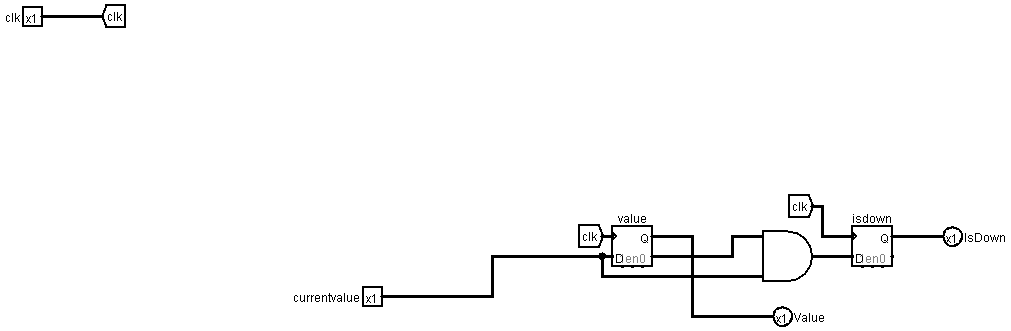 clk x1 clk
clk
value isdown
clk Q Q x1 IsDown
D en0 D en0
currentvalue x1
x1 Value